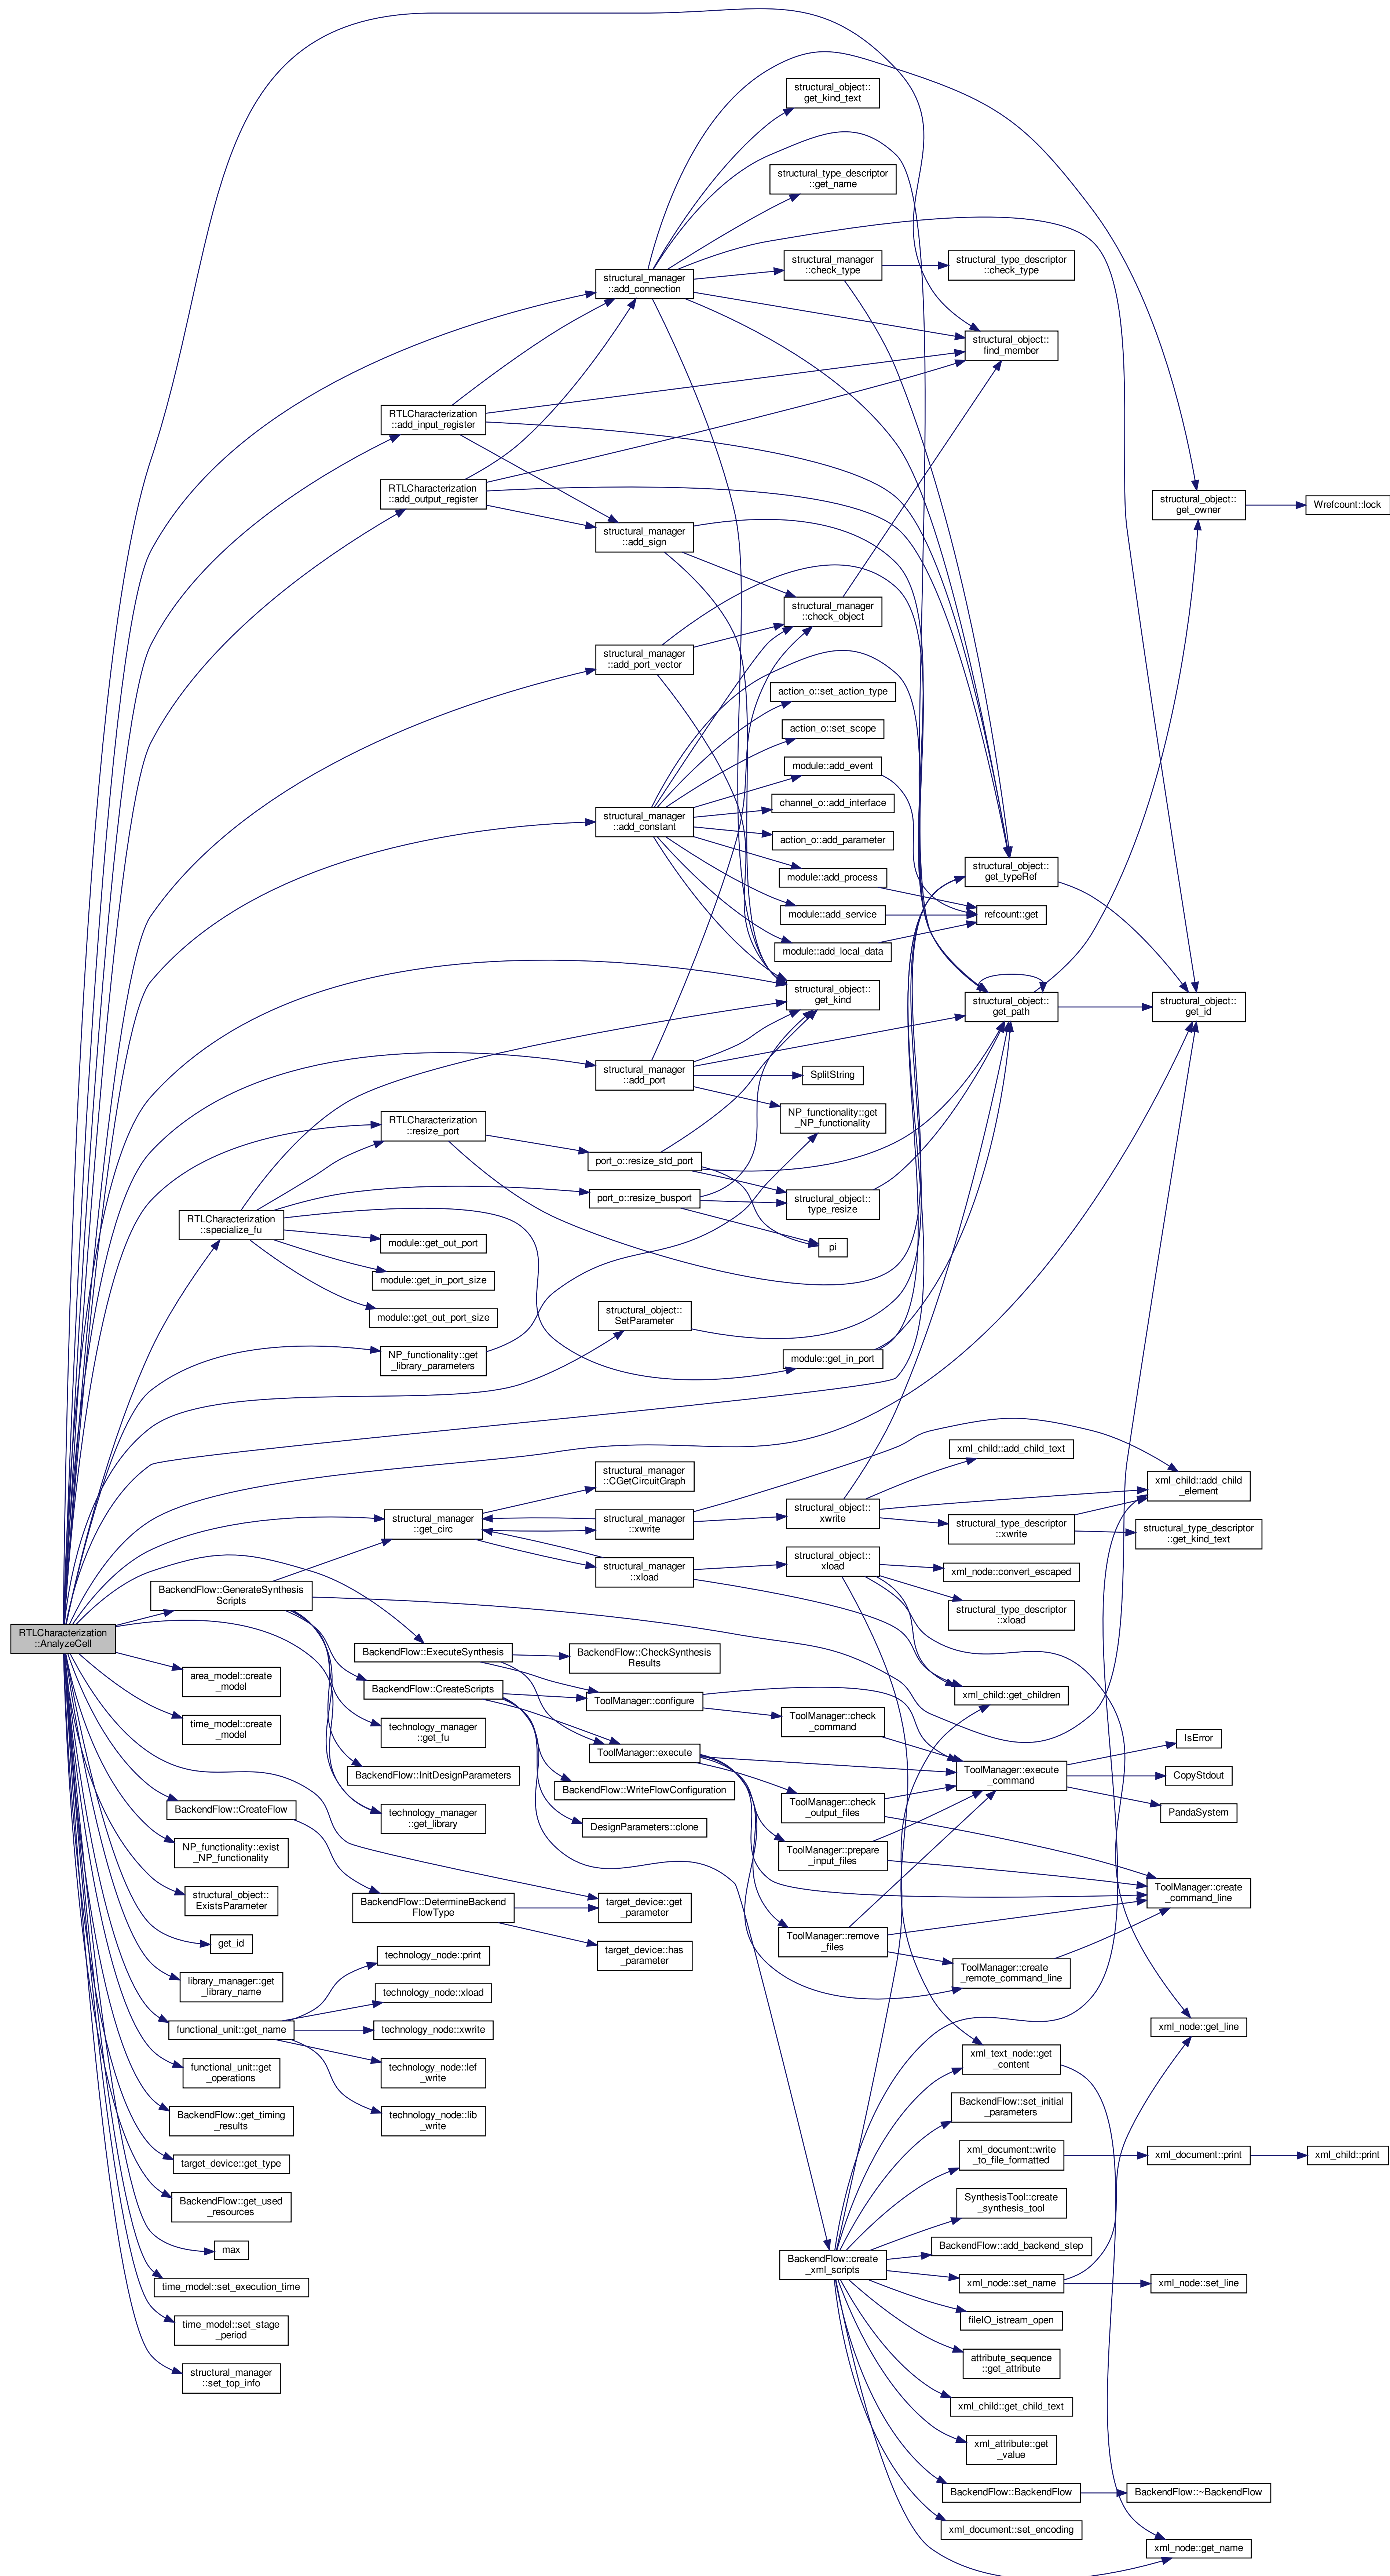 RTLCharacterization
::AnalyzeCell
structural_manager
::add_connection
structural_object::
get_kind_text
structural_type_descriptor
::get_name
structural_manager
::check_type
structural_type_descriptor
::check_type
structural_object::
find_member
RTLCharacterization
::add_input_register
RTLCharacterization
::add_output_register
structural_object::
get_owner
Wrefcount::lock
structural_manager
::add_sign
structural_manager
::check_object
structural_manager
::add_port_vector
action_o::set_action_type
action_o::set_scope
module::add_event
channel_o::add_interface
structural_manager
::add_constant
action_o::add_parameter
module::add_process
structural_object::
get_typeRef
module::add_service
refcount::get
module::add_local_data
structural_object::
get_kind
structural_object::
get_path
structural_object::
get_id
structural_manager
::add_port
SplitString
NP_functionality::get
_NP_functionality
RTLCharacterization
::resize_port
port_o::resize_std_port
port_o::resize_busport
structural_object::
type_resize
RTLCharacterization
::specialize_fu
module::get_out_port
pi
module::get_in_port_size
module::get_out_port_size
structural_object::
SetParameter
NP_functionality::get
_library_parameters
module::get_in_port
xml_child::add_child_text
structural_manager
::CGetCircuitGraph
xml_child::add_child
_element
structural_manager
::get_circ
structural_manager
::xwrite
structural_object::
xwrite
structural_type_descriptor
::xwrite
structural_type_descriptor
::get_kind_text
structural_manager
::xload
structural_object::
xload
xml_node::convert_escaped
structural_type_descriptor
::xload
BackendFlow::GenerateSynthesis
Scripts
BackendFlow::ExecuteSynthesis
BackendFlow::CheckSynthesis
Results
area_model::create
_model
BackendFlow::CreateScripts
ToolManager::configure
xml_child::get_children
time_model::create
_model
technology_manager
::get_fu
ToolManager::check
_command
IsError
ToolManager::execute
ToolManager::execute
_command
CopyStdout
BackendFlow::InitDesignParameters
BackendFlow::WriteFlowConfiguration
PandaSystem
BackendFlow::CreateFlow
technology_manager
::get_library
DesignParameters::clone
ToolManager::check
_output_files
NP_functionality::exist
_NP_functionality
ToolManager::prepare
_input_files
structural_object::
ExistsParameter
BackendFlow::DetermineBackend
FlowType
target_device::get
_parameter
ToolManager::create
_command_line
get_id
target_device::has
_parameter
ToolManager::remove
_files
ToolManager::create
_remote_command_line
library_manager::get
_library_name
technology_node::print
technology_node::xload
functional_unit::get_name
technology_node::xwrite
xml_node::get_line
functional_unit::get
_operations
technology_node::lef
_write
xml_text_node::get
_content
BackendFlow::get_timing
_results
technology_node::lib
_write
BackendFlow::set_initial
_parameters
target_device::get_type
xml_document::write
_to_file_formatted
xml_document::print
xml_child::print
BackendFlow::get_used
_resources
SynthesisTool::create
_synthesis_tool
max
BackendFlow::add_backend_step
BackendFlow::create
_xml_scripts
time_model::set_execution_time
xml_node::set_name
xml_node::set_line
time_model::set_stage
_period
fileIO_istream_open
structural_manager
::set_top_info
attribute_sequence
::get_attribute
xml_child::get_child_text
xml_attribute::get
_value
BackendFlow::BackendFlow
BackendFlow::~BackendFlow
xml_document::set_encoding
xml_node::get_name